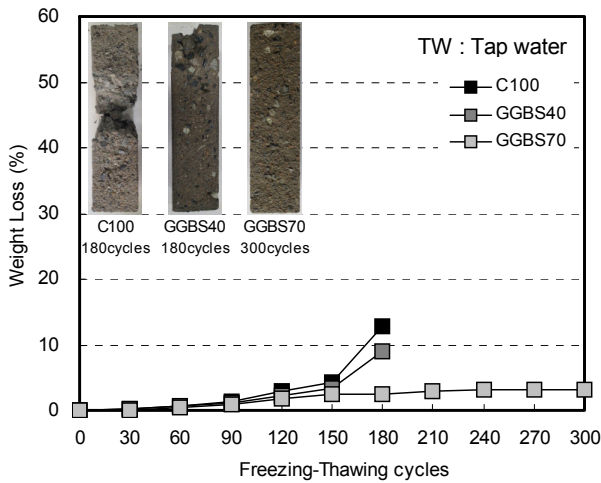 60
50
40
30
20
10
0
Weight Loss (%)
TW : Tap water
C100
GGBS40
GGBS70
C100
180cycles
GGBS40
180cycles
GGBS70
300cycles
0 30 60 90 120 150 180 210 240 270 300
Freezing-Thawing cycles